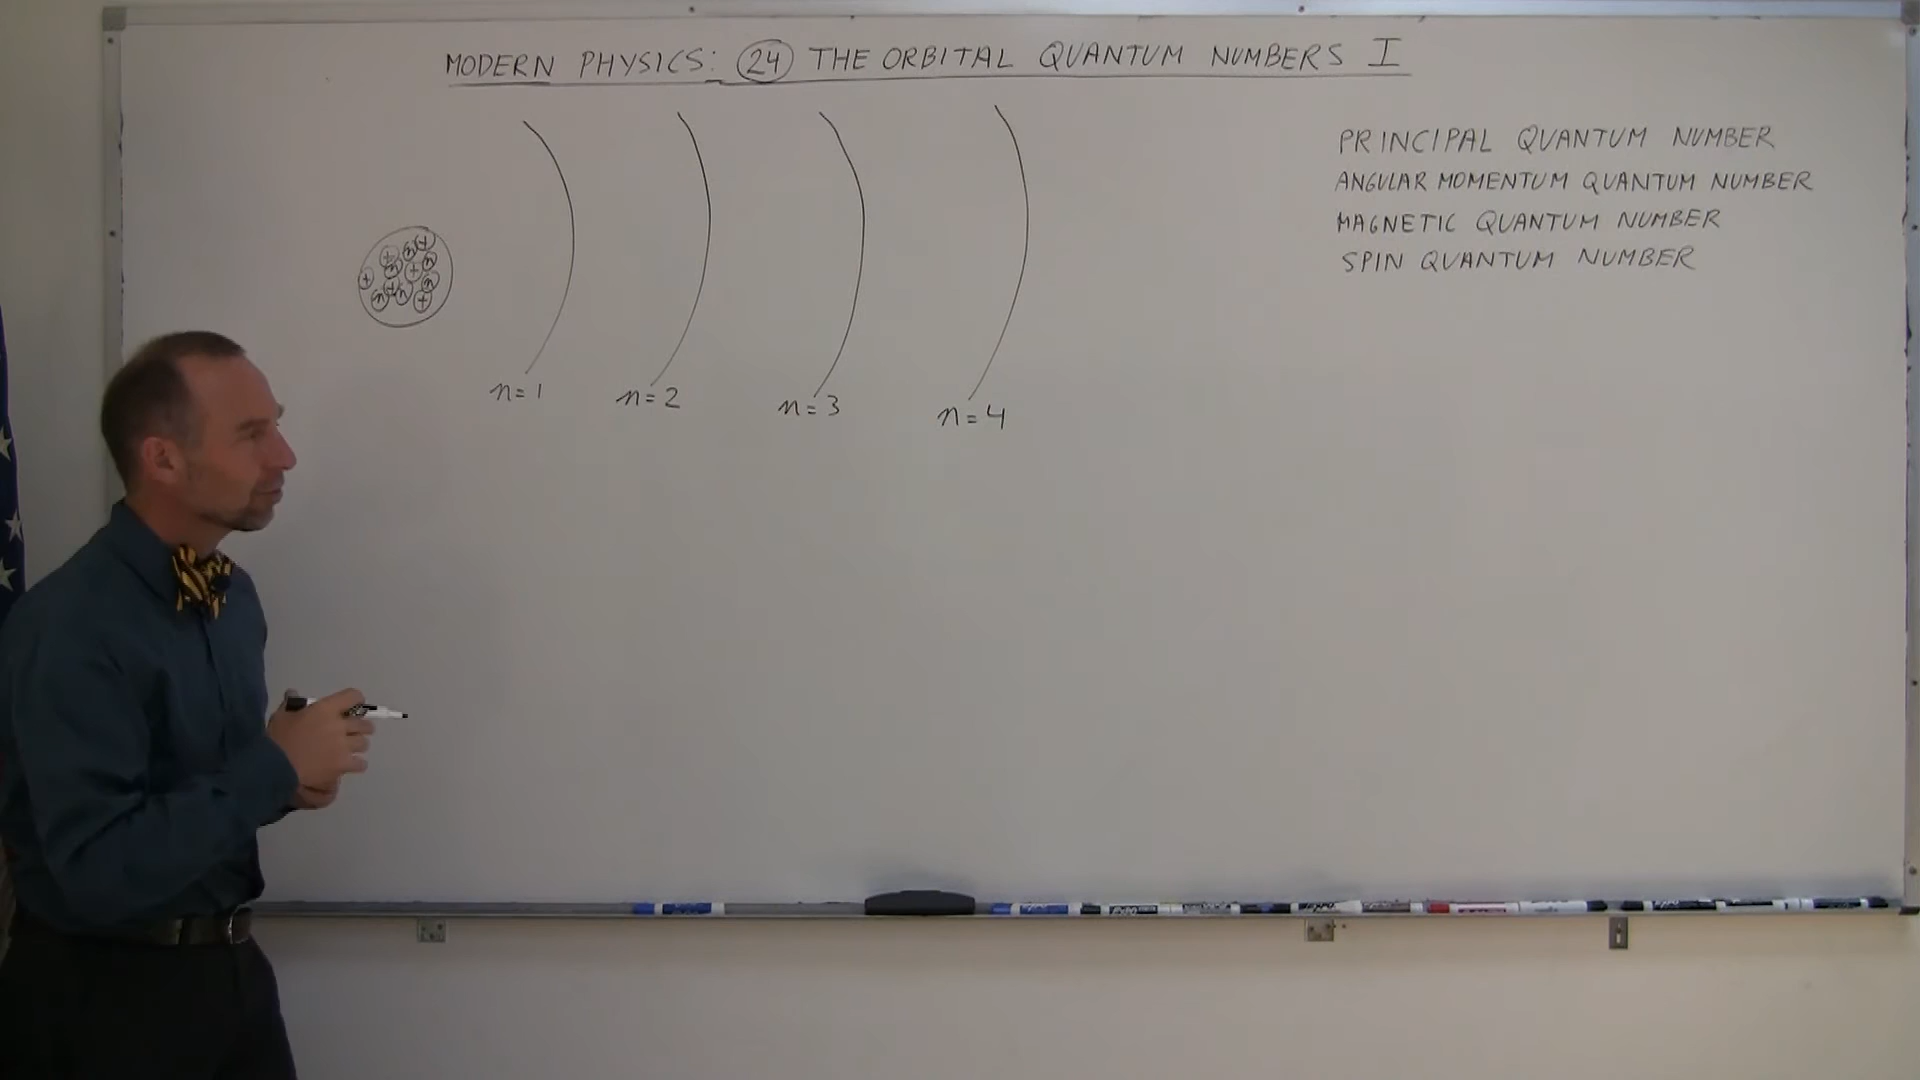 MODERN PHYSICS: 24 THE ORBITAL QUANTUM NUMBERS I
PRINCIPAL QUANTUM NUMBER
ANGULAR MOMENTUM QUANTUM NUMBER
MAGNETIC QUANTUM NUMBER
SPIN QUANTUM NUMBER
n=1 n=2 n=3 n=4